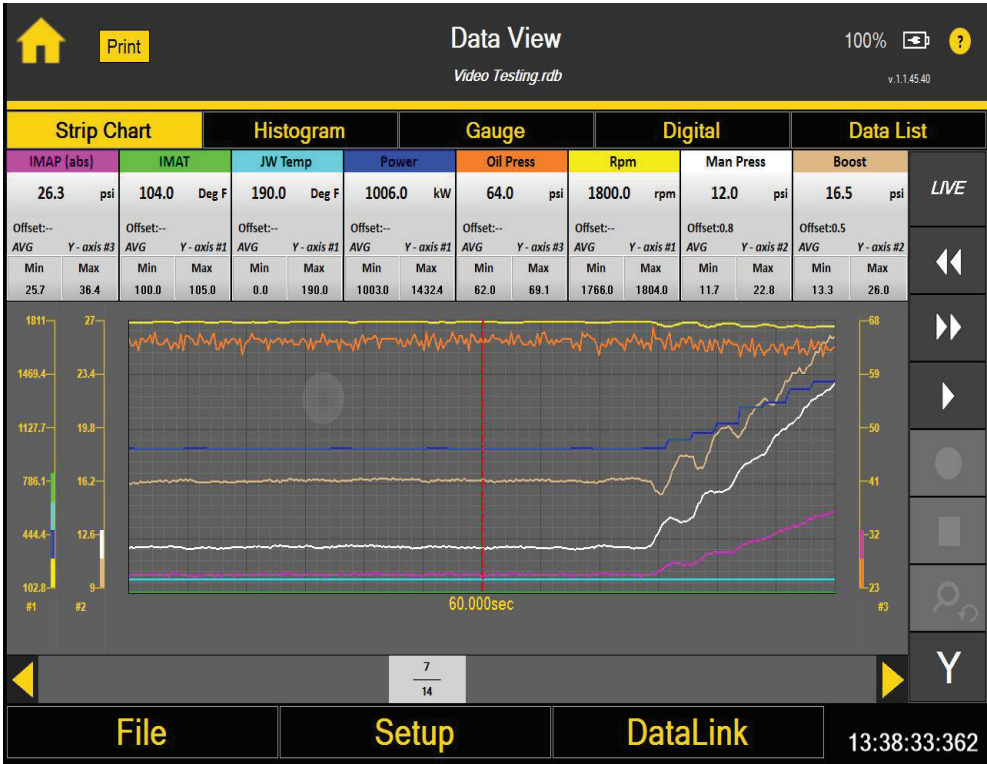 Print
Data View
Video Testing.rdb
100%
?
v.1.1.45.40
Strip Chart Histogram Gauge Digital Data List
IMAP (abs) IMAT JW Temp Power Oil Press Rpm Man Press Boost
26.3 psi 104.0 Deg F 190.0 Deg F 1006.0 kW 64.0 psi 1800.0 rpm 12.0 psi 16.5 psi
Offset:-- Offset:-- Offset:-- Offset:-- Offset:-- Offset:-- Offset:0.8 Offset:0.5
AVG Y - axis #3 AVG Y - axis #1 AVG Y - axis #1 AVG Y - axis #1 AVG Y - axis #3 AVG Y - axis #1 AVG Y - axis #2 AVG Y - axis #2
Min Max Min Max Min Max Min Max Min Max Min Max Min Max Min Max
25.7 36.4 100.0 105.0 0.0 190.0 1003.0 1432.4 62.0 69.1 1766.0 1804.0 11.7 22.8 13.3 26.0
LIVE
1811 27 68
1469.4 23.4 59
1127.7 19.8 50
786.1 16.2 41
444.4 12.6 32
102.8 9 23
#1 #2 60.000sec #3
7
14
Y
File Setup DataLink 13:38:33:362